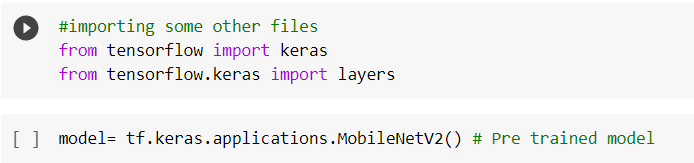 #importing some other files
from tensorflow import keras
from tensorflow.keras import layers
[ ] model= tf.keras.applications.MobileNetV2() # Pre trained model